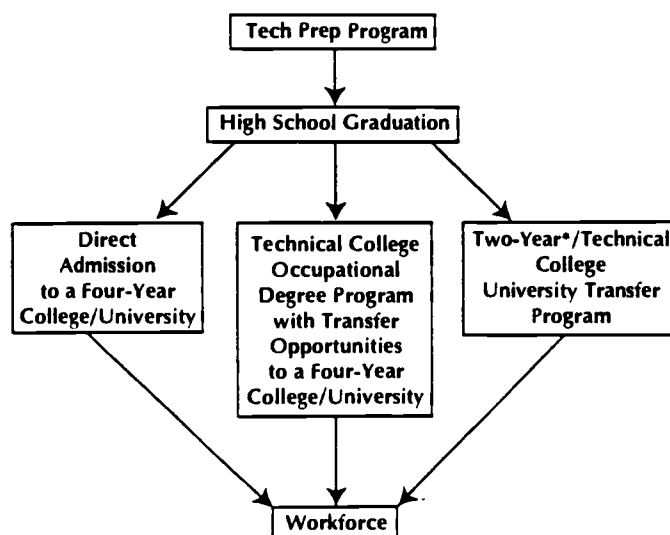 Tech Prep Program
High School Graduation
Direct
Admission
to a Four-Year
College/University
Technical College
Occupational
Degree Program
with Transfer
Opportunities
to a Four-Year
College/University
Two-Year*/Technical
College
University Transfer
Program
Workforce